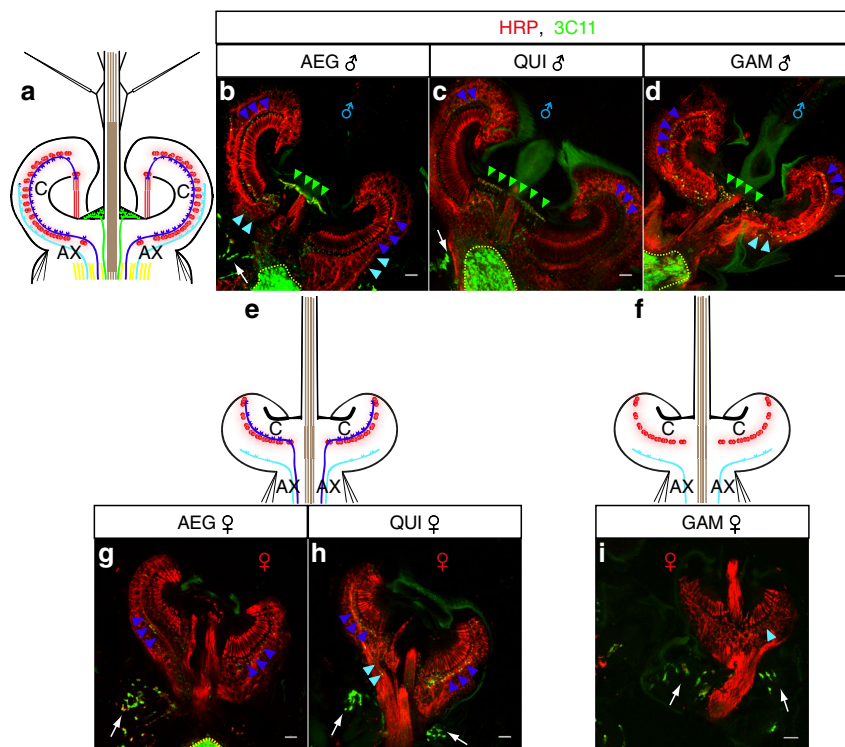 HRP, 3C11
AEG ♂
QUI ♂
GAM ♂
a
b
♂
c
♂
d
♂
C
C
AX
AX
e
f
C
C
C
C
AX
AX
AX
AX
AEG ♀
QUI ♀
GAM ♀
g
♀
h
♀
i
♀